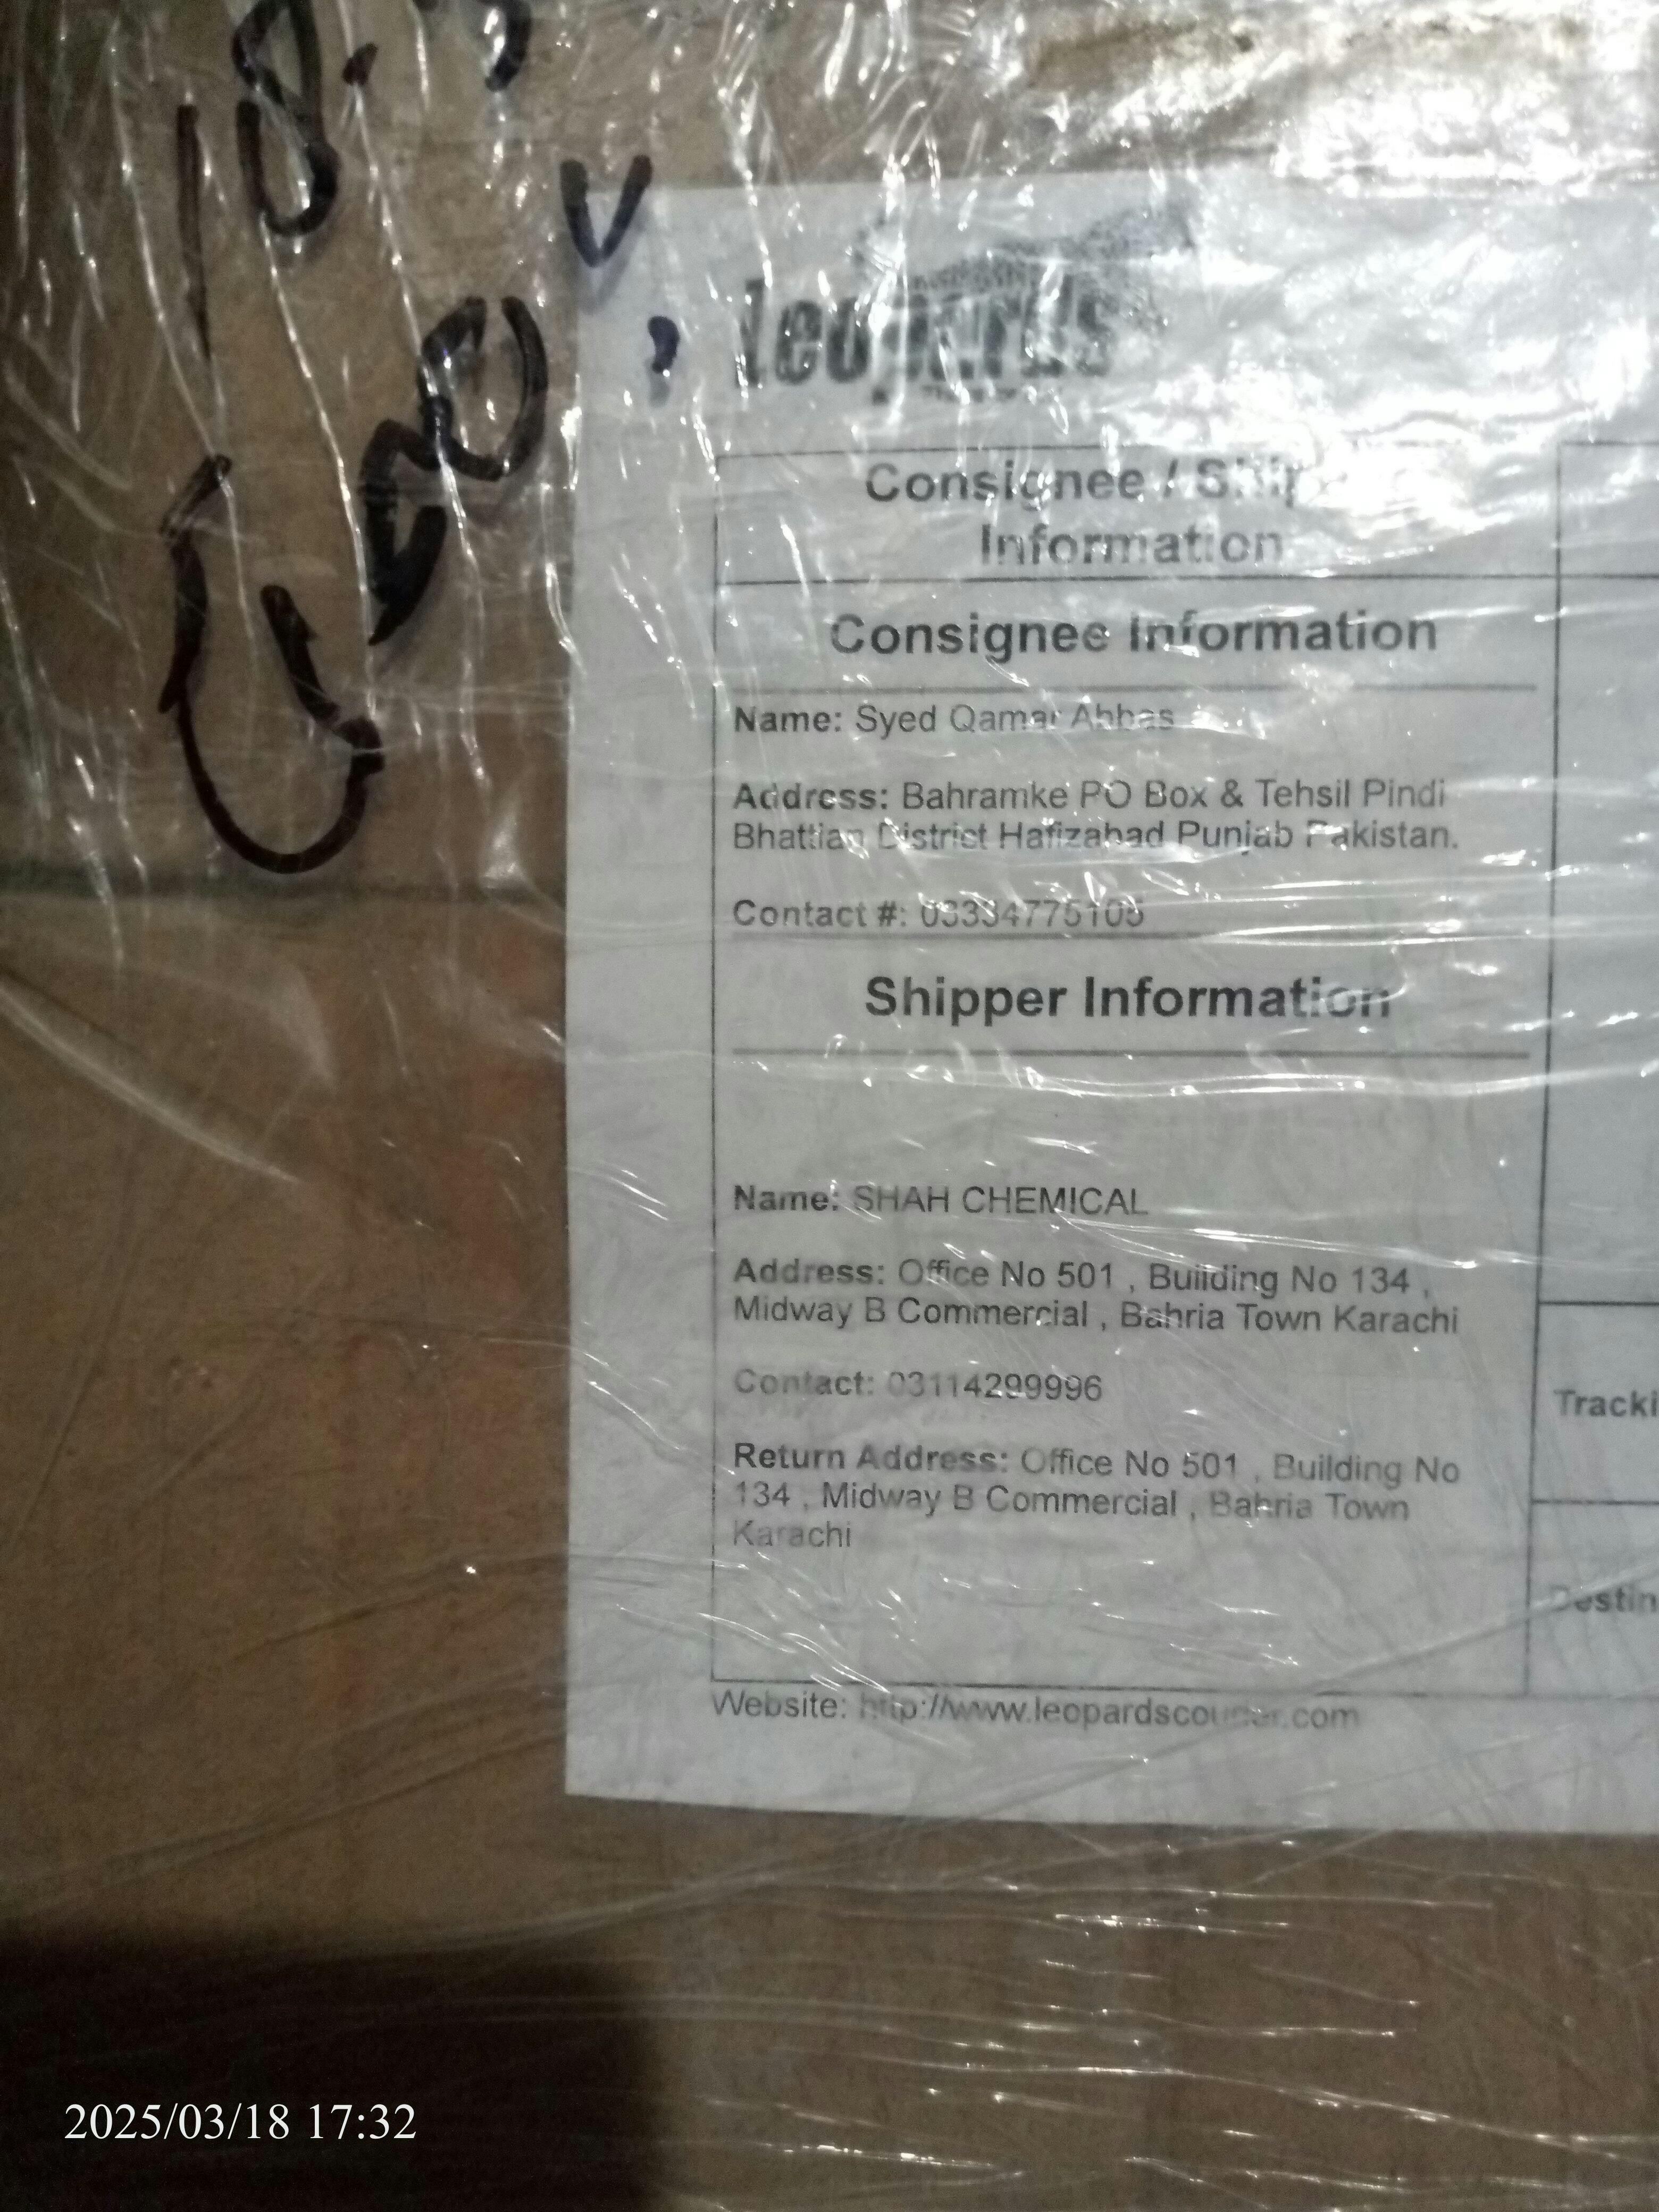 leopards
Consignee / Ship
Information
Consignee Information
Name: Syed Qamar Abbas
Address: Bahramke PO Box & Tehsil Pindi
Bhattian District Hafizabad Punjab Pakistan.
Contact #: 03334775105
Shipper Information
Name: SHAH CHEMICAL
Address: Office No 501 , Building No 134 ,
Midway B Commercial , Bahria Town Karachi
Contact: 03114299996
Return Address: Office No 501 , Building No
134 , Midway B Commercial , Bahria Town
Karachi
Tracki
Destin
Website: http://www.leopardscourier.com
2025/03/18 17:32